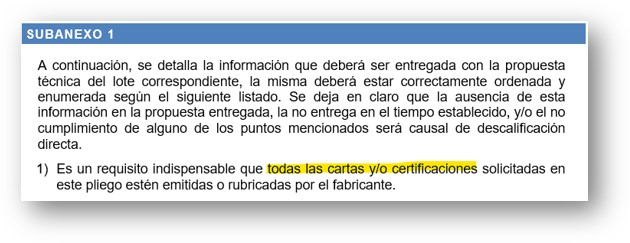 SUBANEXO 1
A continuación, se detalla la información que deberá ser entregada con la propuesta
técnica del lote correspondiente, la misma deberá estar correctamente ordenada y
enumerada según el siguiente listado. Se deja en claro que la ausencia de esta
información en la propuesta entregada, la no entrega en el tiempo establecido, y/o el no
cumplimiento de alguno de los puntos mencionados será causal de descalificación
directa.
1) Es un requisito indispensable que todas las cartas y/o certificaciones solicitadas en
este pliego estén emitidas o rubricadas por el fabricante.